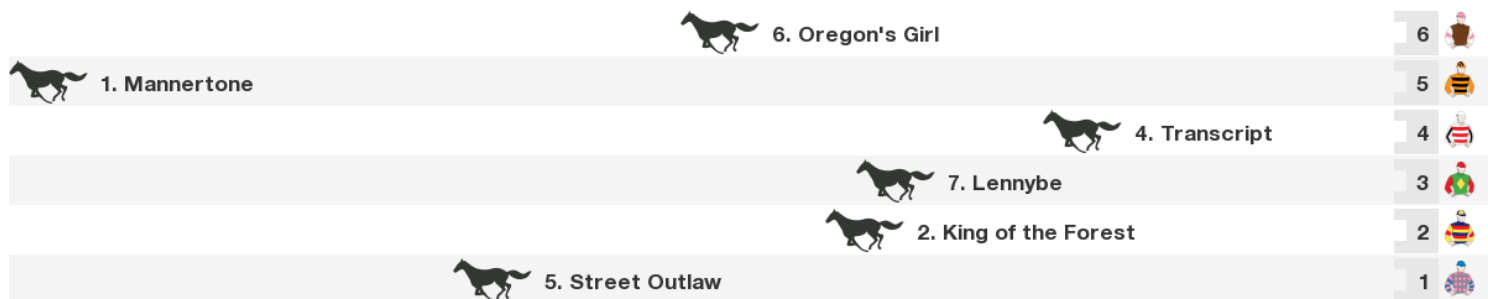 6. Oregon's Girl 6
1. Mannertone 5
4. Transcript 4
7. Lennybe 3
2. King of the Forest 2
5. Street Outlaw 1